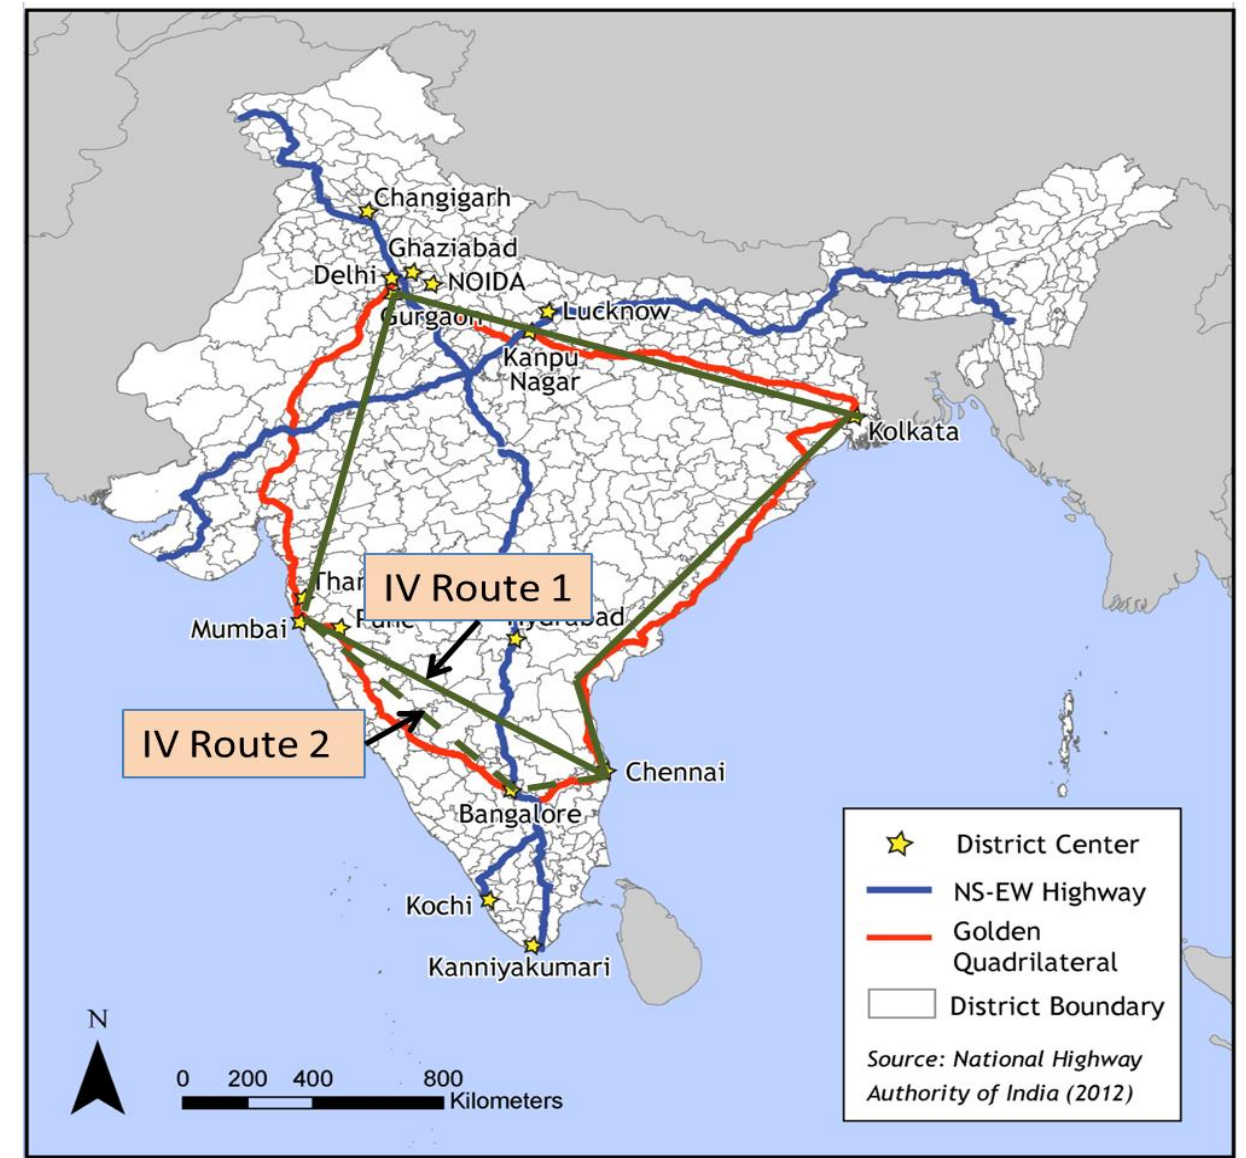 Changigarh
Ghaziabad
Delhi
NOIDA
Gurgaon
Lucknow
Kanpu
Nagar
Kolkata
IV Route 1
Mumbai
IV Route 2
Chennai
Bangalore
Kochi
Kanniyakumari
N
0 200 400 800
Kilometers
District Center
NS-EW Highway
Golden
Quadrilateral
District Boundary
Source: National Highway
Authority of India (2012)